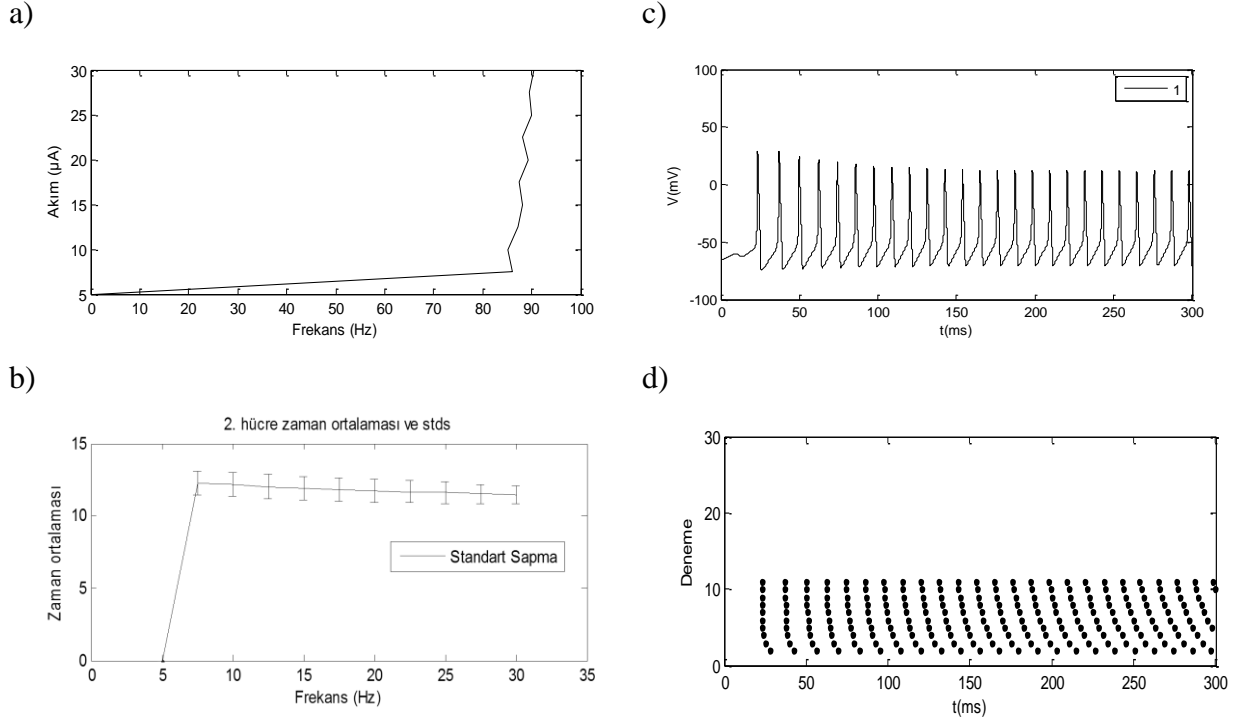 a)
30
25
20
15
10
5
Akım (µA)
0 10 20 30 40 50 60 70 80 90 100
Frekans (Hz)
c)
100
50
0
-50
-100
V(mV)
1
0 50 100 150 200 250 300
t(ms)
b)
2. hücre zaman ortalaması ve stds
15
10
5
0
Zaman ortalaması
Standart Sapma
0 5 10 15 20 25 30 35
Frekans (Hz)
d)
30
20
10
0
Deneme
0 50 100 150 200 250 300
t(ms)